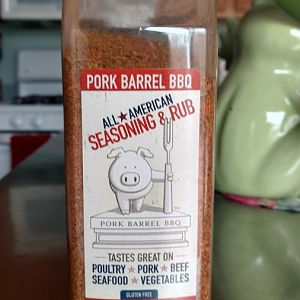 PORK BARREL BBQ
ALL★AMERICAN
SEASONING & RUB
PORK BARREL BBQ
TASTES GREAT ON
POULTRY ★ PORK ★ BEEF
SEAFOOD ★ VEGETABLES
GLUTEN FREE